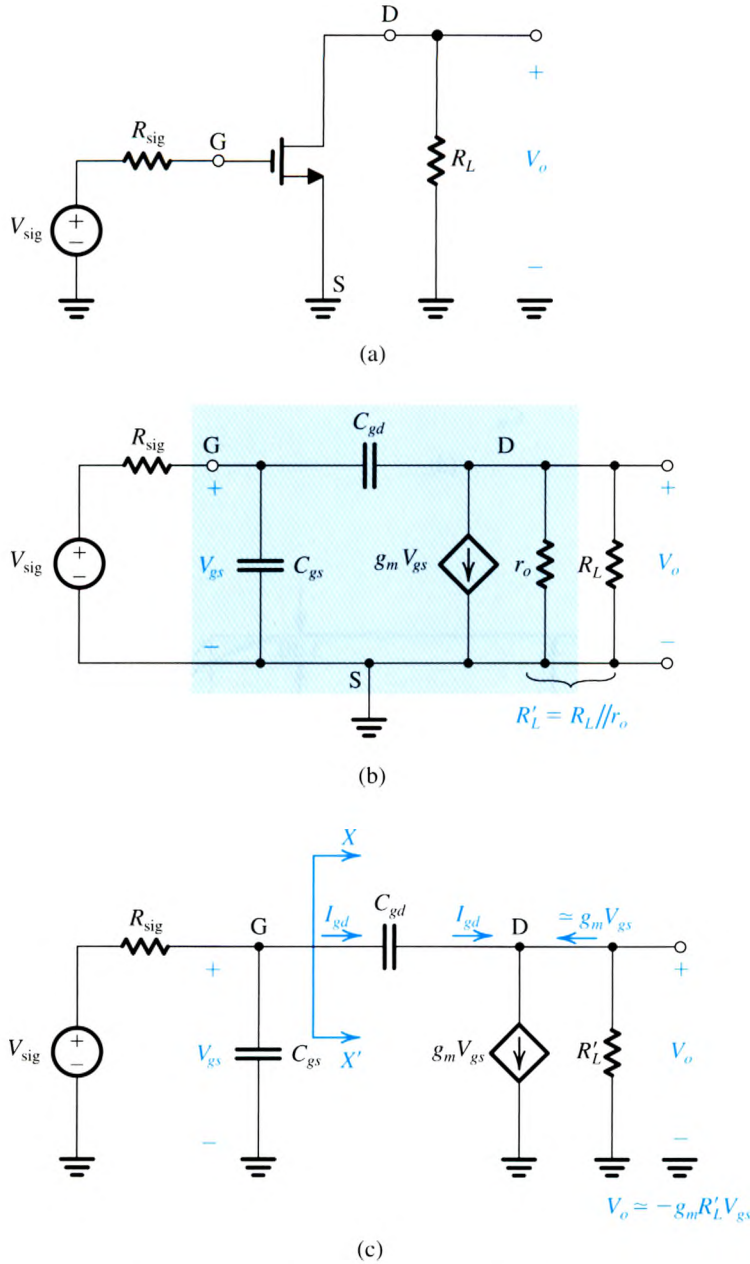 D
+
R_sig
G
R_L
V_o
V_sig
+
−
−
S
(a)
R_sig
G
C_gd
D
+
+
V_sig
+
−
V_gs
C_gs
g_m V_gs
r_o
R_L
V_o
−
−
S
R'_L = R_L//r_o
(b)
X
R_sig
G
I_gd
C_gd
I_gd
D
≃ g_m V_gs
+
+
V_sig
+
−
V_gs
C_gs
X'
g_m V_gs
R'_L
V_o
−
−
V_o ≃ −g_m R'_L V_gs
(c)